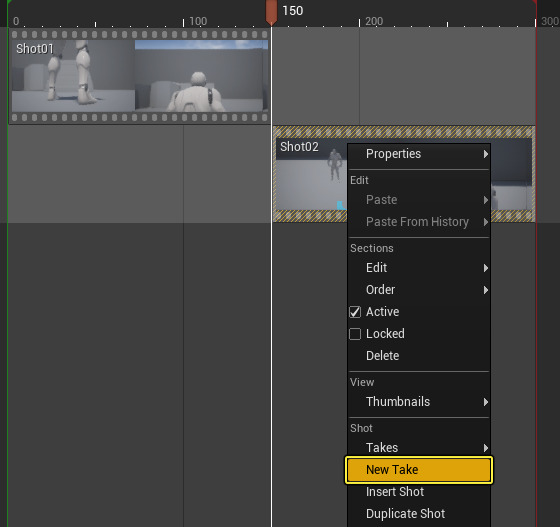 0
100
150
200
300
Shot01
Shot02
Properties
Edit
Paste
Paste From History
Sections
Edit
Order
Active
Locked
Delete
View
Thumbnails
Shot
Takes
New Take
Insert Shot
Duplicate Shot